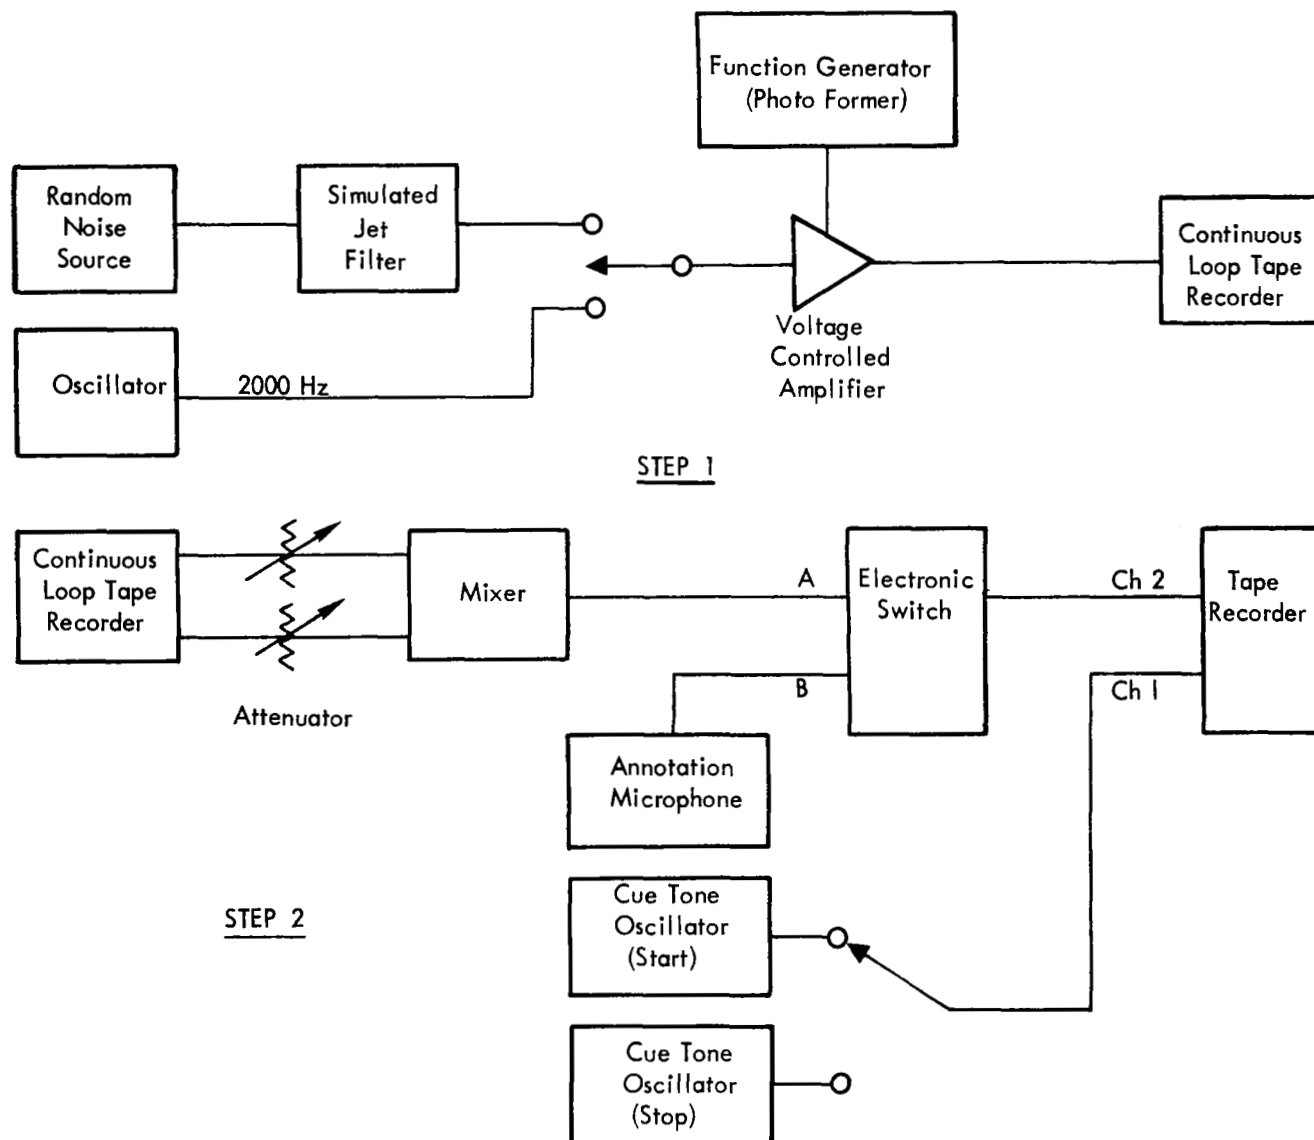 Function Generator
(Photo Former)
Random
Noise
Source
Simulated
Jet
Filter
Continuous
Loop Tape
Recorder
Voltage
Controlled
Amplifier
Oscillator
2000 Hz
STEP 1
Continuous
Loop Tape
Recorder
Attenuator
Mixer
A
B
Electronic
Switch
Ch 2
Ch 1
Tape
Recorder
Annotation
Microphone
STEP 2
Cue Tone
Oscillator
(Start)
Cue Tone
Oscillator
(Stop)